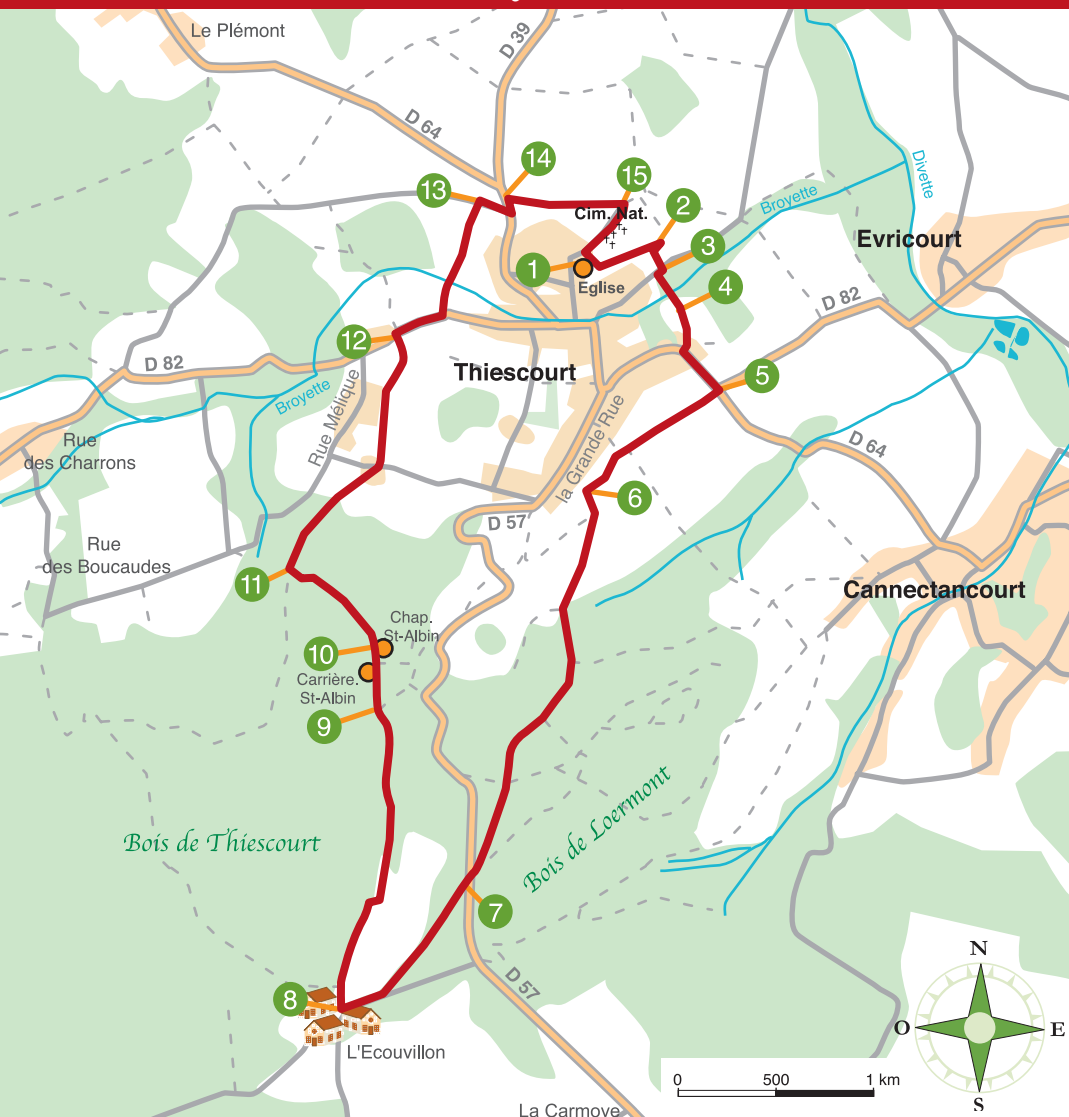 Le Plémont
D 39
D 64
14
13
15
Cim. Nat.
2
Divette
Broyette
Evricourt
3
1
Eglise
4
D 82
12
D 82
Thiescourt
5
Broyette
Rue Mélique
la Grande Rue
Rue
des Charrons
D 64
6
D 57
Rue
des Boucaudes
11
Cannectancourt
Chap.
St-Albin
10
Carrière.
St-Albin
9
Bois de Thiescourt
Bois de Loermont
7
N
D 57
8
O
E
L'Ecouvillon
0 500 1 km
S
La Carmoye